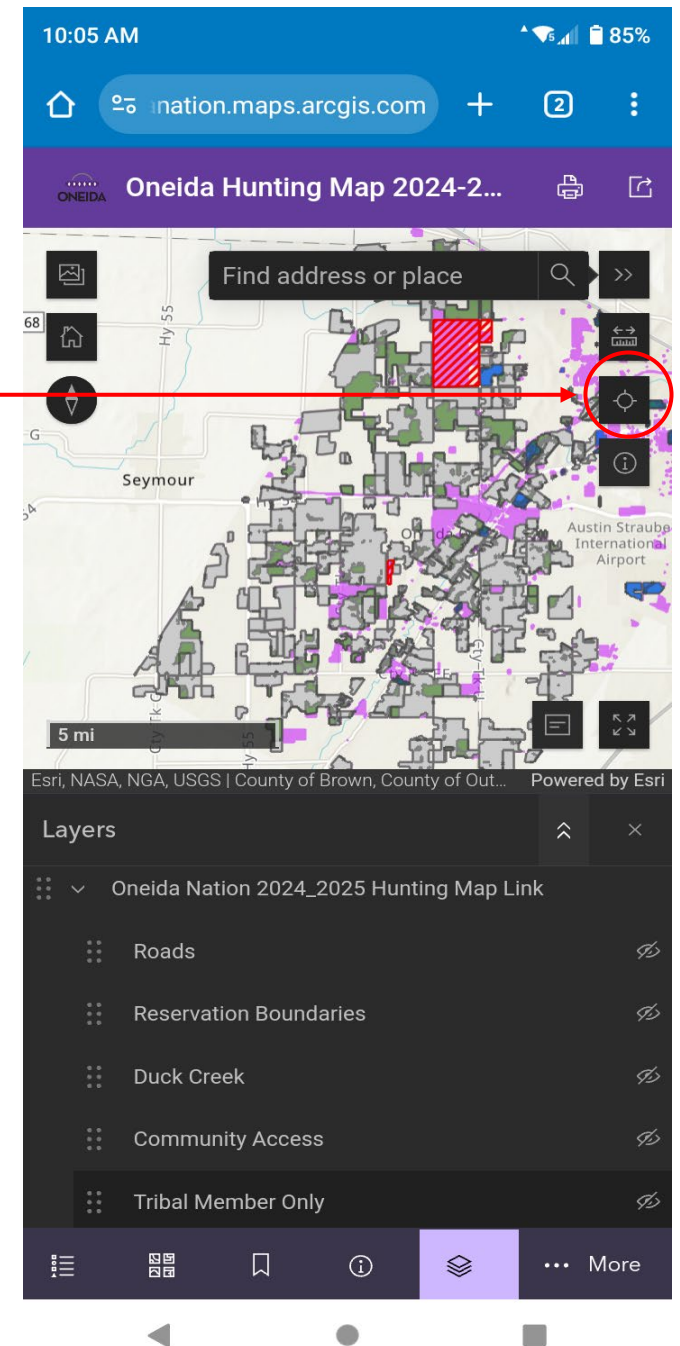 10:05 AM
5
85%
nation.maps.arcgis.com
2
ONEIDA
Oneida Hunting Map 2024-2...
Find address or place
68
Hy 55
G
Seymour
54
Austin Straube
International
Airport
Hy 55
5 mi
Esri, NASA, NGA, USGS | County of Brown, County of Out...
Powered by Esri
Layers
Oneida Nation 2024_2025 Hunting Map Link
Roads
Reservation Boundaries
Duck Creek
Community Access
Tribal Member Only
More